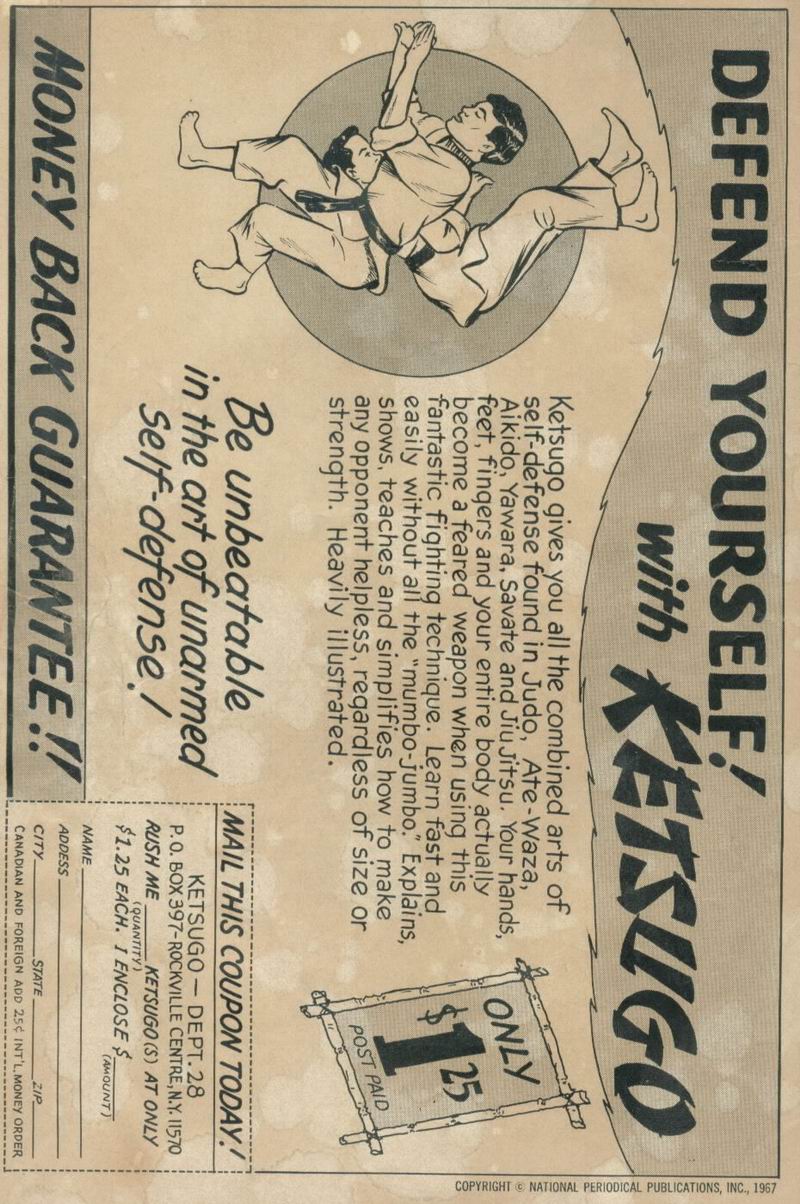 DEFEND YOURSELF!
with KETSUGO
Ketsugo gives you all the combined arts of
self-defense found in Judo, Ate-Waza,
Aikido, Yawara, Savate and Jiu Jitsu. Your hands,
feet, fingers and your entire body actually
become a feared weapon when using this
fantastic fighting technique. Learn fast and
easily without all the "mumbo-jumbo." Explains,
shows, teaches and simplifies how to make
any opponent helpless, regardless of size or
strength. Heavily illustrated.
ONLY
$1.25
POST PAID
Be unbeatable
in the art of unarmed
self-defense!
MONEY BACK GUARANTEE!!
MAIL THIS COUPON TODAY!
KETSUGO — DEPT. 28
P.O. BOX 397-ROCKVILLE CENTRE, N.Y. 11570
RUSH ME ____ KETSUGO(S) AT ONLY
(QUANTITY)
$1.25 EACH. I ENCLOSE $____
(AMOUNT)
NAME
ADDRESS
CITY STATE ZIP
CANADIAN AND FOREIGN ADD 25¢ INT'L. MONEY ORDER
COPYRIGHT © NATIONAL PERIODICAL PUBLICATIONS, INC., 1967